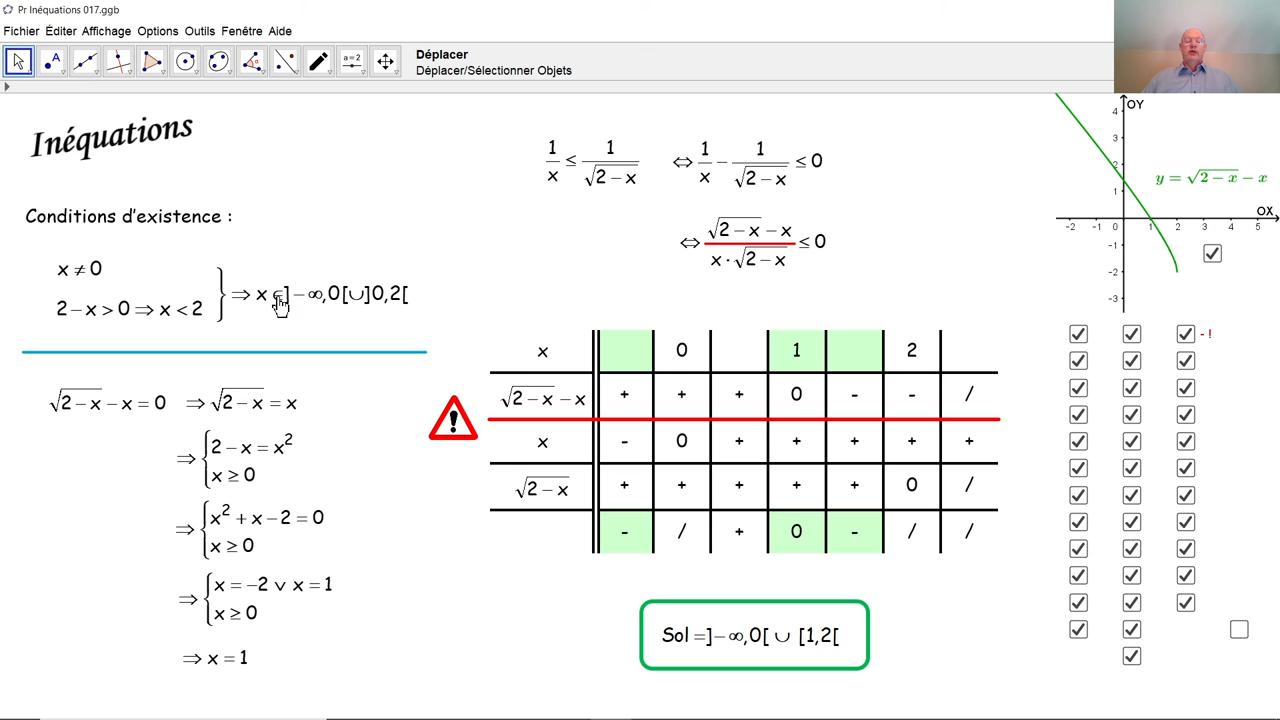 Pr Inéquations 017.ggb
Fichier Éditer Affichage Options Outils Fenêtre Aide
A
a=2
Déplacer
Déplacer/Sélectionner Objets
Inéquations
1/x ≤ 1/√(2−x) ⇔ 1/x − 1/√(2−x) ≤ 0
⇔ (√(2−x) − x)/(x·√(2−x)) ≤ 0
Conditions d'existence :
x ≠ 0
2−x>0 ⇒ x<2
} ⇒ x ∈]−∞,0[∪]0,2[
√(2−x) − x = 0 ⇒ √(2−x) = x
⇒ { 2−x = x²
x ≥ 0
⇒ { x²+x−2 = 0
x ≥ 0
⇒ { x = −2 ∨ x = 1
x ≥ 0
⇒ x = 1
!
x 0 1 2
√(2−x) − x + + + 0 - - /
x - 0 + + + + +
√(2−x) + + + + + 0 /
- / + 0 - / /
Sol =]−∞,0[ ∪ [1,2[
OY
4
3
2
1
y = √(2−x) − x
OX
-2 -1 0 1 2 3 4 5
-1
-2
-3
- !